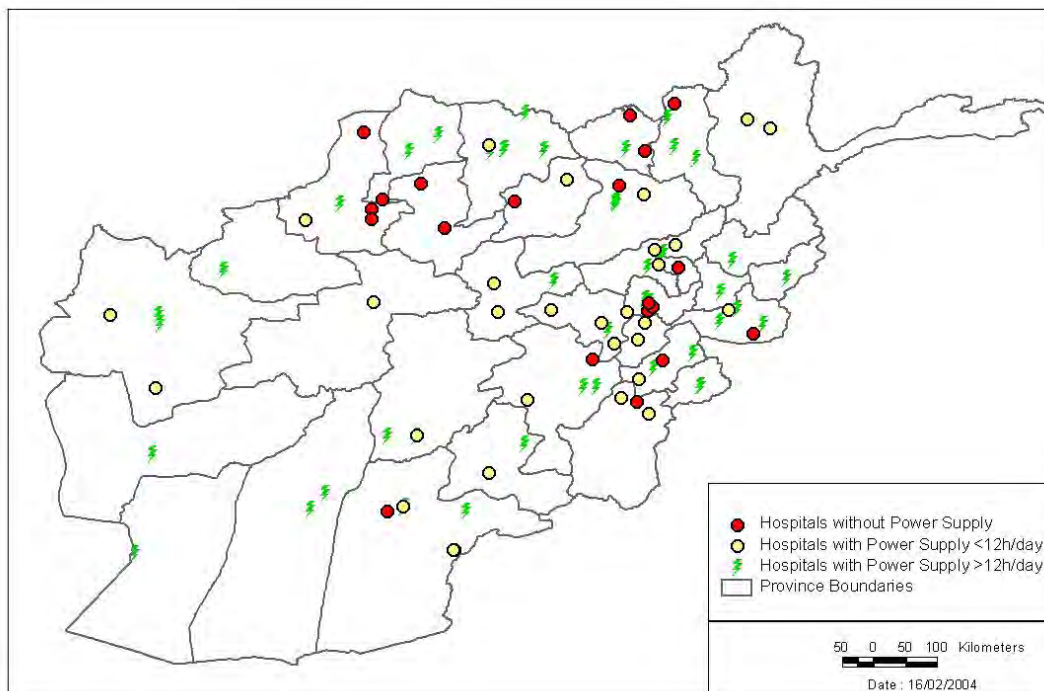 Hospitals without Power Supply
Hospitals with Power Supply <12h/day
Hospitals with Power Supply >12h/day
Province Boundaries
50 0 50 100 Kilometers
Date : 16/02/2004